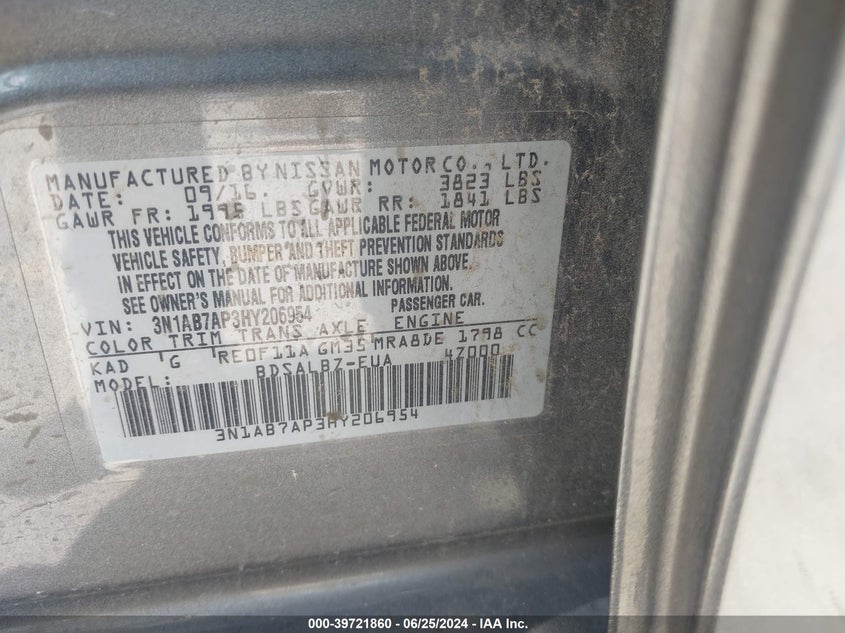 MANUFACTURED BY NISSAN MOTOR CO., LTD.
DATE: 09/16. GVWR: 3823 LBS
GAWR FR: 1995 LBS GAWR RR: 1841 LBS
THIS VEHICLE CONFORMS TO ALL APPLICABLE FEDERAL MOTOR
VEHICLE SAFETY, BUMPER AND THEFT PREVENTION STANDARDS
IN EFFECT ON THE DATE OF MANUFACTURE SHOWN ABOVE.
SEE OWNER'S MANUAL FOR ADDITIONAL INFORMATION.
VIN: 3N1AB7AP3HY206954 PASSENGER CAR.
COLOR TRIM TRANS AXLE ENGINE
KAD G RE0F11A GM35 MRA8DE 1798 CC
MODEL: BDSALBZ-EUA 47000
3N1AB7AP3HY206954
000-39721860 - 06/25/2024 - IAA Inc.